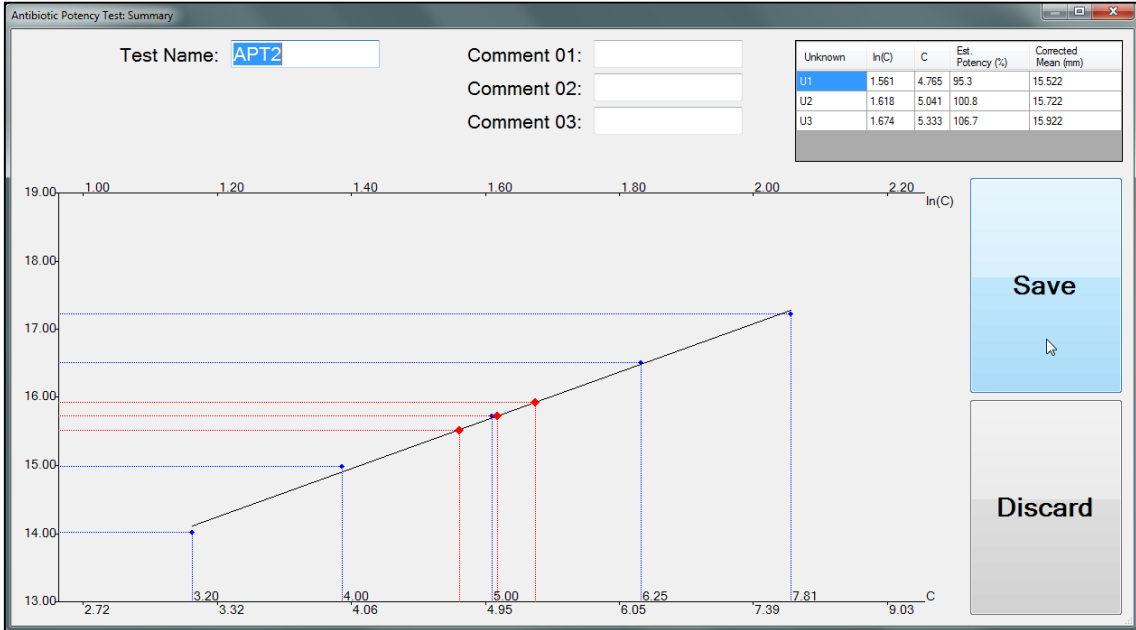 Antibiotic Potency Test: Summary
Test Name: APT2
Comment 01:
Comment 02:
Comment 03:
Unknown ln(C) C Est. Potency (%) Corrected Mean (mm)
U1 1.561 4.765 95.3 15.522
U2 1.618 5.041 100.8 15.722
U3 1.674 5.333 106.7 15.922
19.00 1.00 1.20 1.40 1.60 1.80 2.00 2.20
ln(C)
18.00
17.00
16.00
15.00
14.00
13.00
3.20 4.00 5.00 6.25 7.81 C
2.72 3.32 4.06 4.95 6.05 7.39 9.03
Save
Discard